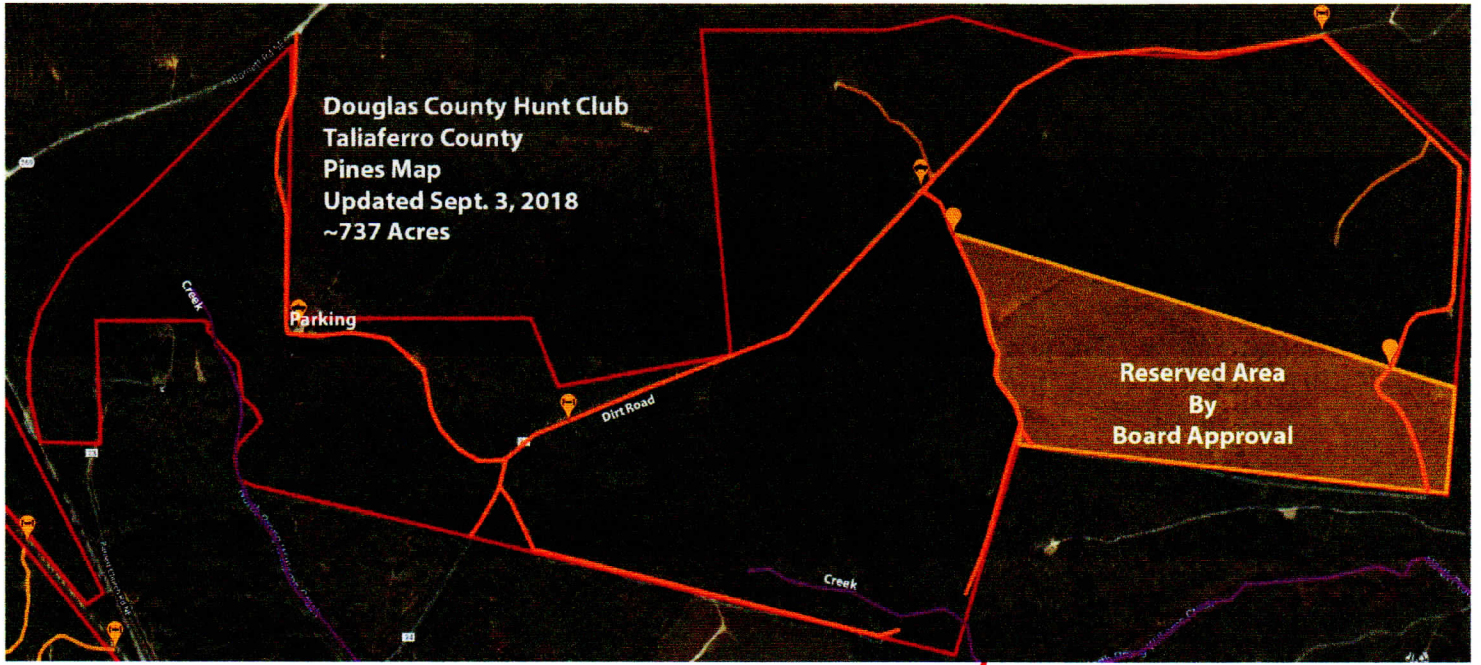 Douglas County Hunt Club
Taliaferro County
Pines Map
Updated Sept. 3, 2018
~737 Acres
Creek
Parking
Dirt Road
Reserved Area
By
Board Approval
Creek